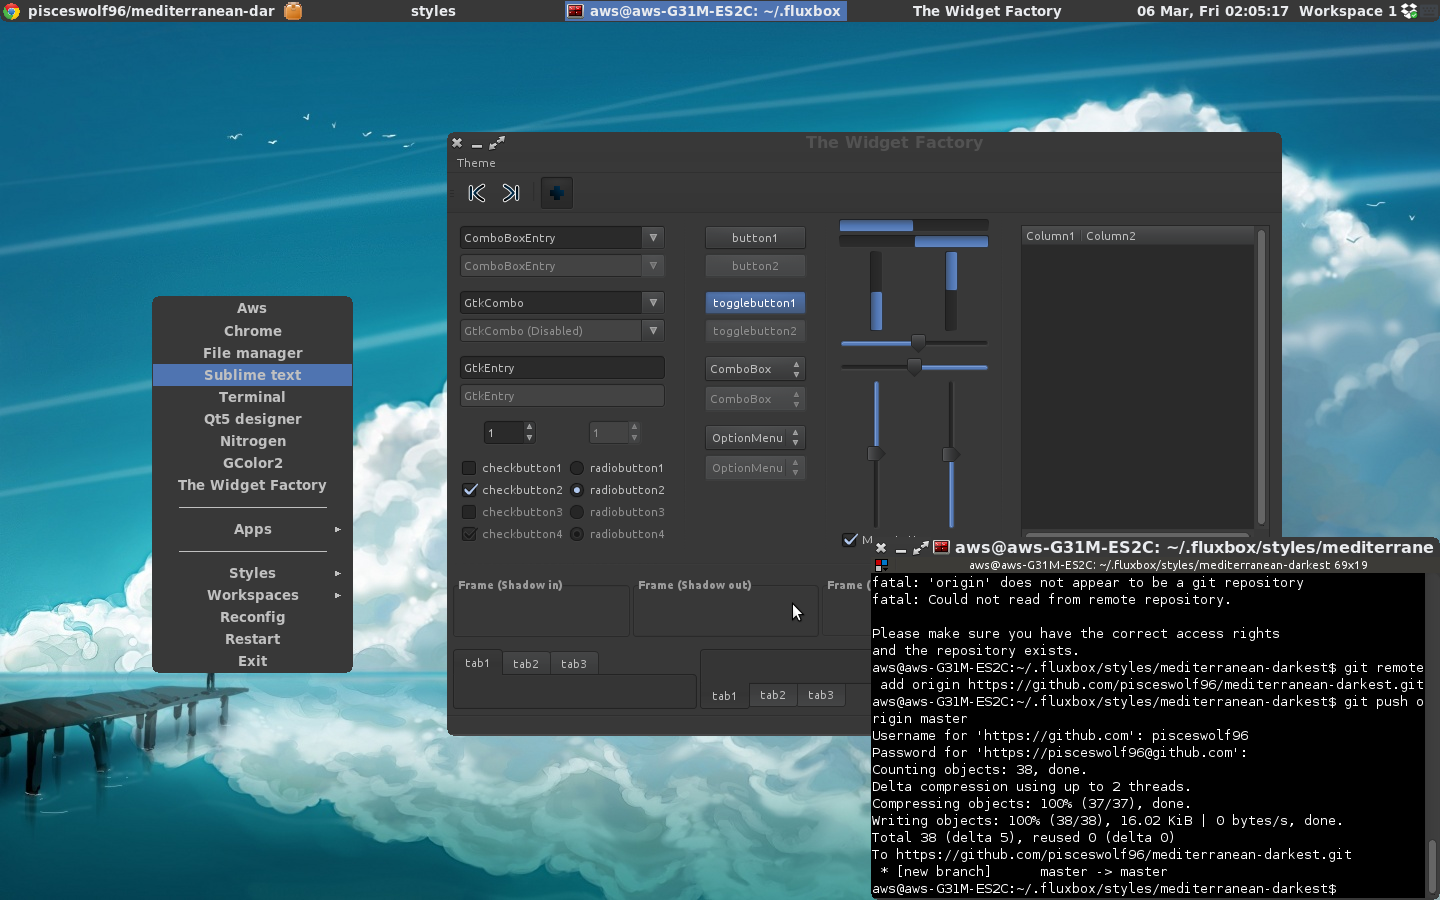 pisceswolf96/mediterranean-dar
styles
aws@aws-G31M-ES2C: ~/.fluxbox
The Widget Factory
06 Mar, Fri 02:05:17 Workspace 1
The Widget Factory
Theme
ComboBoxEntry
ComboBoxEntry
GtkCombo
GtkCombo (Disabled)
GtkEntry
GtkEntry
1
1
checkbutton1
radiobutton1
checkbutton2
radiobutton2
checkbutton3
radiobutton3
checkbutton4
radiobutton4
button1
button2
togglebutton1
togglebutton2
ComboBox
ComboBox
OptionMenu
OptionMenu
Column1
Column2
Frame (Shadow in)
Frame (Shadow out)
Frame (
tab1
tab2
tab3
tab1
tab2
tab3
Aws
Chrome
File manager
Sublime text
Terminal
Qt5 designer
Nitrogen
GColor2
The Widget Factory
Apps
Styles
Workspaces
Reconfig
Restart
Exit
aws@aws-G31M-ES2C: ~/.fluxbox/styles/mediterrane
aws@aws-G31M-ES2C: ~/.fluxbox/styles/mediterranean-darkest 69x19
fatal: 'origin' does not appear to be a git repository
fatal: Could not read from remote repository.
Please make sure you have the correct access rights
and the repository exists.
aws@aws-G31M-ES2C:~/.fluxbox/styles/mediterranean-darkest$ git remote
add origin https://github.com/pisceswolf96/mediterranean-darkest.git
aws@aws-G31M-ES2C:~/.fluxbox/styles/mediterranean-darkest$ git push o
rigin master
Username for 'https://github.com': pisceswolf96
Password for 'https://pisceswolf96@github.com':
Counting objects: 38, done.
Delta compression using up to 2 threads.
Compressing objects: 100% (37/37), done.
Writing objects: 100% (38/38), 16.02 KiB | 0 bytes/s, done.
Total 38 (delta 5), reused 0 (delta 0)
To https://github.com/pisceswolf96/mediterranean-darkest.git
* [new branch] master -> master
aws@aws-G31M-ES2C:~/.fluxbox/styles/mediterranean-darkest$